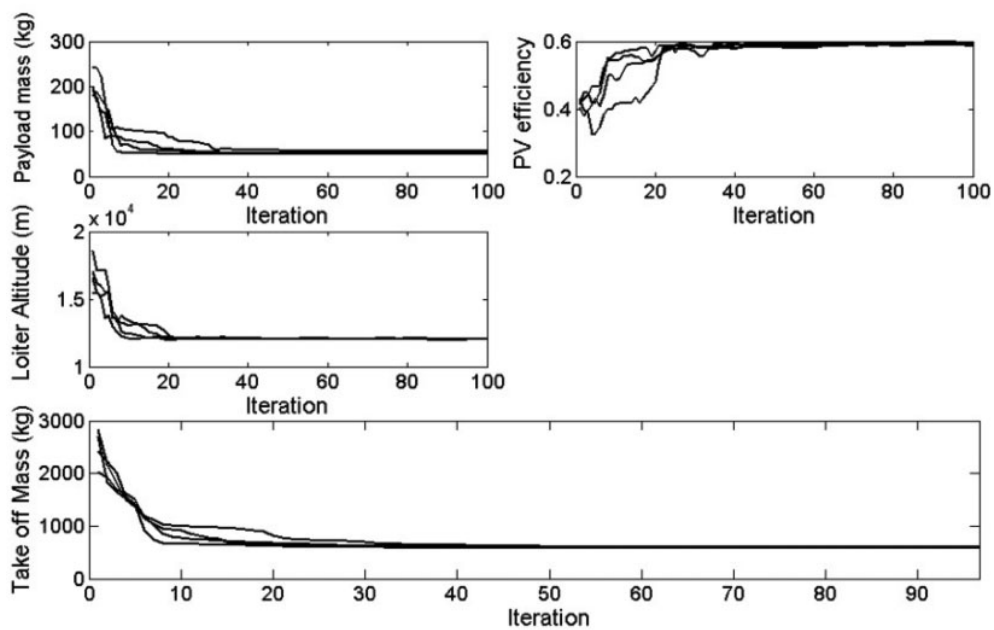 Payload mass (kg)
300
200
100
0
0 20 40 60 80 100
Iteration
PV efficiency
0.6
0.4
0.2
0 20 40 60 80 100
Iteration
Loiter Altitude (m)
x 10^4
2
1.5
1
0 20 40 60 80 100
Iteration
Take off Mass (kg)
3000
2000
1000
0
0 10 20 30 40 50 60 70 80 90
Iteration